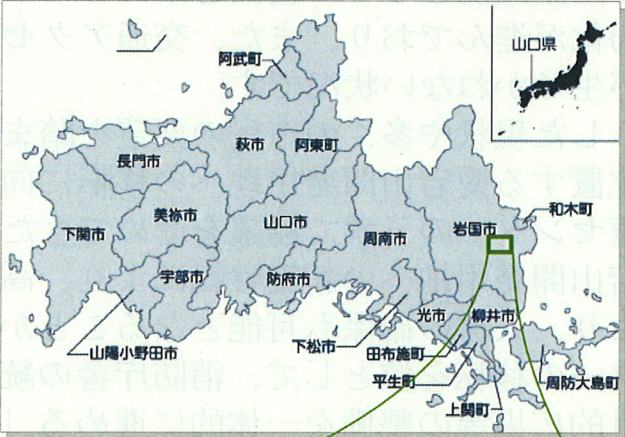 山口県
阿武町
萩市
阿東町
長門市
和木町
美祢市
山口市
岩国市
下関市
周南市
宇部市
防府市
光市
柳井市
下松市
山陽小野田市
田布施町
平生町
周防大島町
上関町